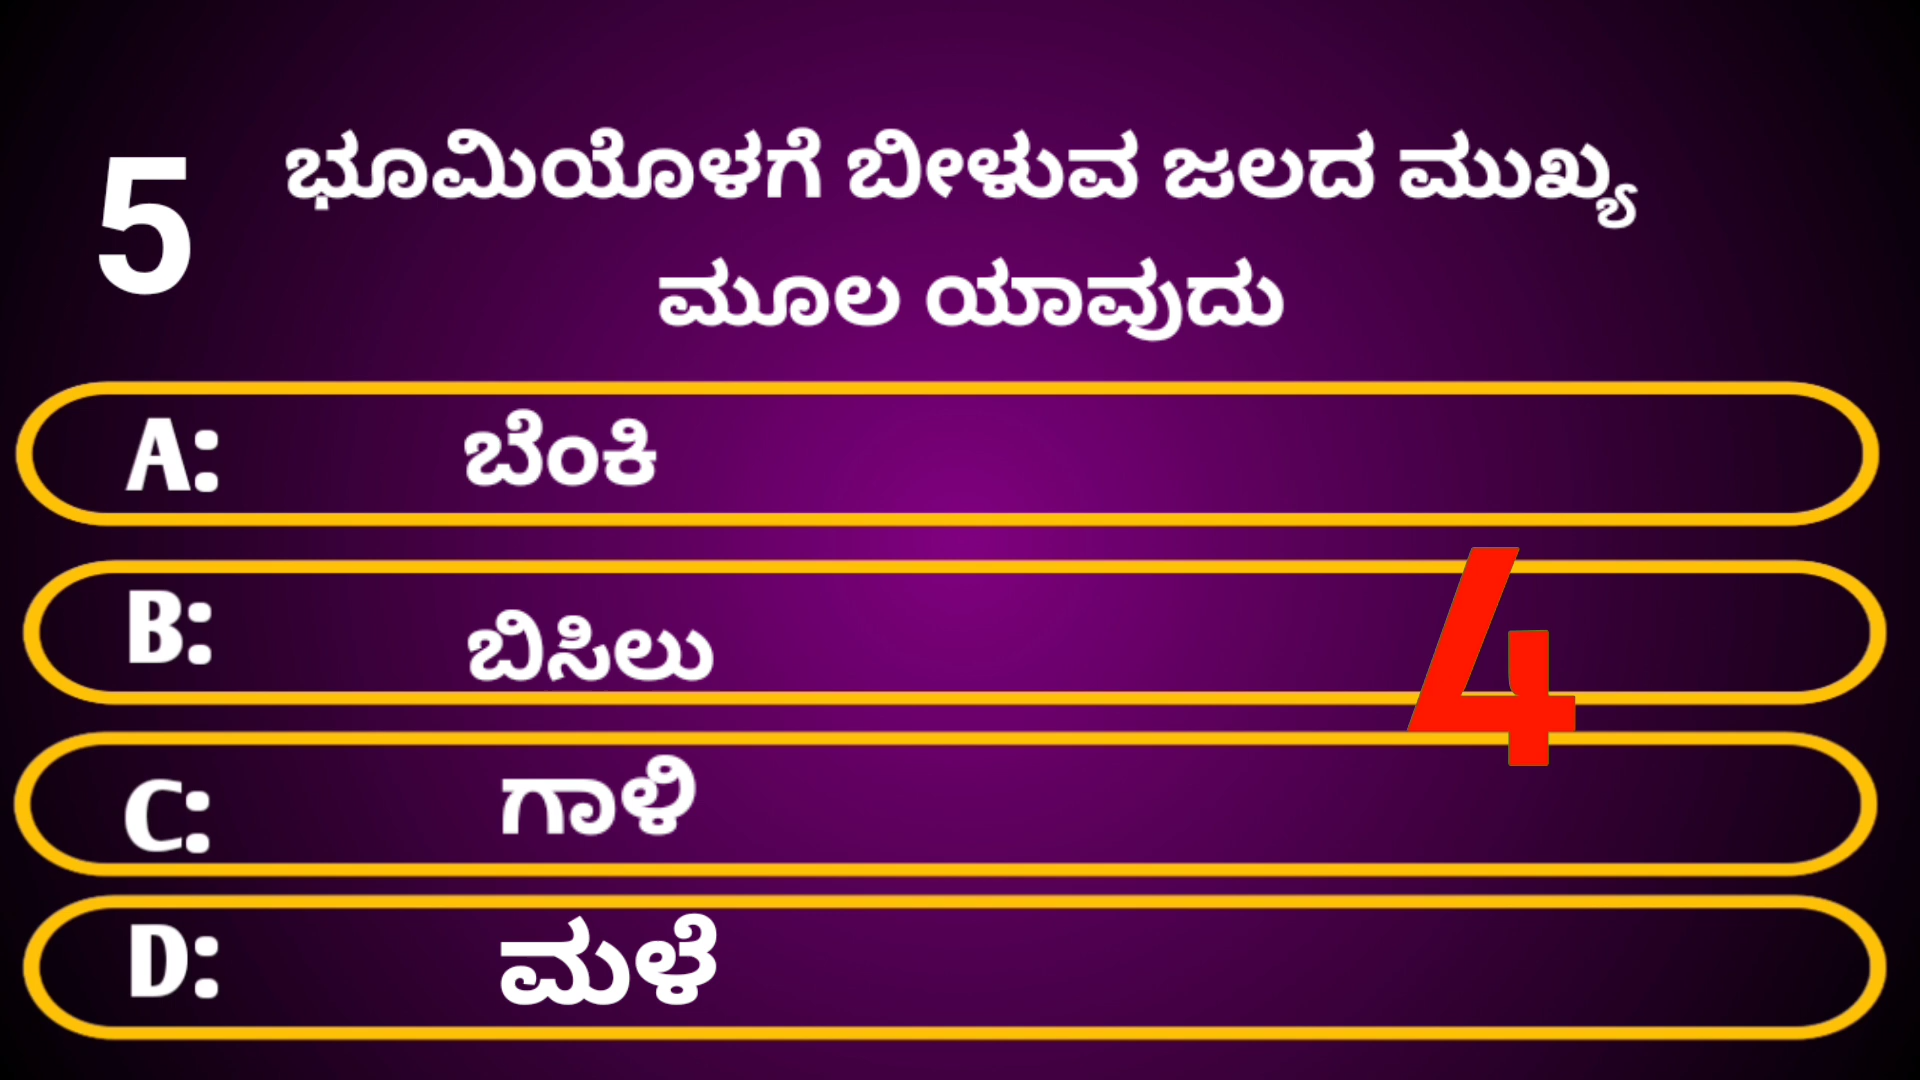 5
ಭೂಮಿಯೊಳಗೆ ಬೀಳುವ ಜಲದ ಮುಖ್ಯ
ಮೂಲ ಯಾವುದು
A: ಬೆಂಕಿ
B: ಬಿಸಿಲು
4
C: ಗಾಳಿ
D: ಮಳೆ